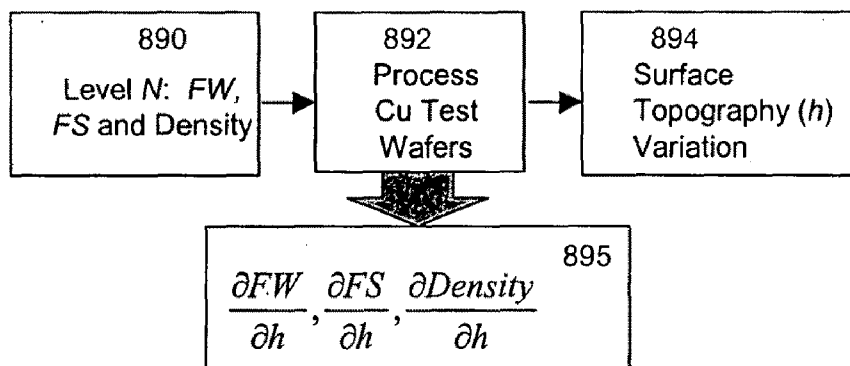 890
Level N: FW,
FS and Density
892
Process
Cu Test
Wafers
894
Surface
Topography (h)
Variation
895
∂FW/∂h, ∂FS/∂h, ∂Density/∂h